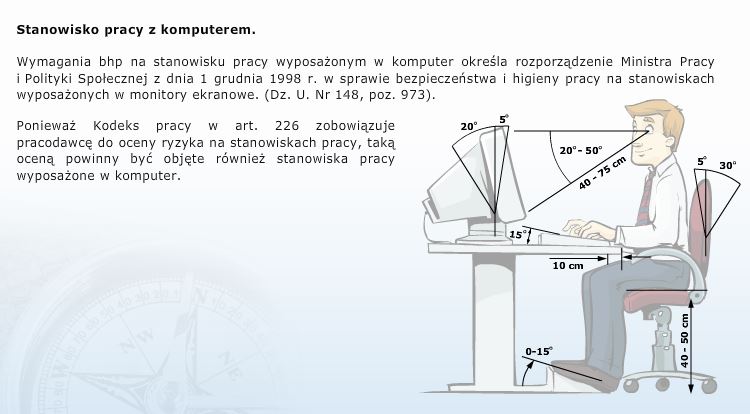 Stanowisko pracy z komputerem.
Wymagania bhp na stanowisku pracy wyposażonym w komputer określa rozporządzenie Ministra Pracy
i Polityki Społecznej z dnia 1 grudnia 1998 r. w sprawie bezpieczeństwa i higieny pracy na stanowiskach
wyposażonych w monitory ekranowe. (Dz. U. Nr 148, poz. 973).
Ponieważ Kodeks pracy w art. 226 zobowiązuje
pracodawcę do oceny ryzyka na stanowiskach pracy, taką
oceną powinny być objęte również stanowiska pracy
wyposażone w komputer.
20° 5°
20°- 50°
40 - 75 cm
5° 30°
15°
10 cm
40 - 50 cm
0-15°
NW
N
NE